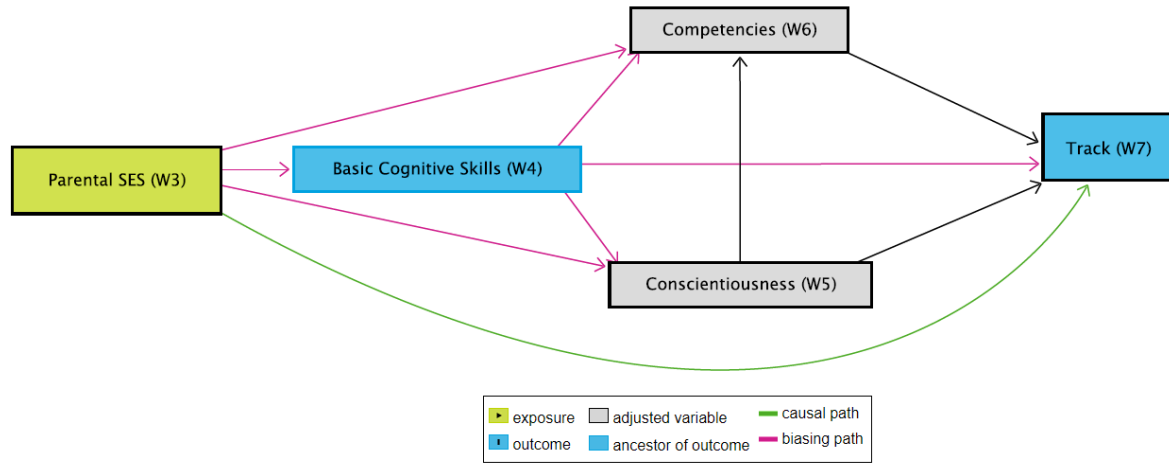 Competencies (W6)
Track (W7)
Parental SES (W3)
Basic Cognitive Skills (W4)
Conscientiousness (W5)
exposure
adjusted variable
causal path
outcome
ancestor of outcome
biasing path